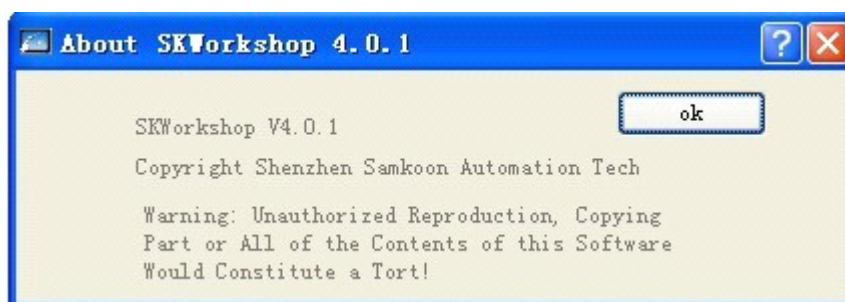 About SKWorkshop 4.0.1
ok
SKWorkshop V4.0.1
Copyright Shenzhen Samkoon Automation Tech
Warning: Unauthorized Reproduction, Copying
Part or All of the Contents of this Software
Would Constitute a Tort!